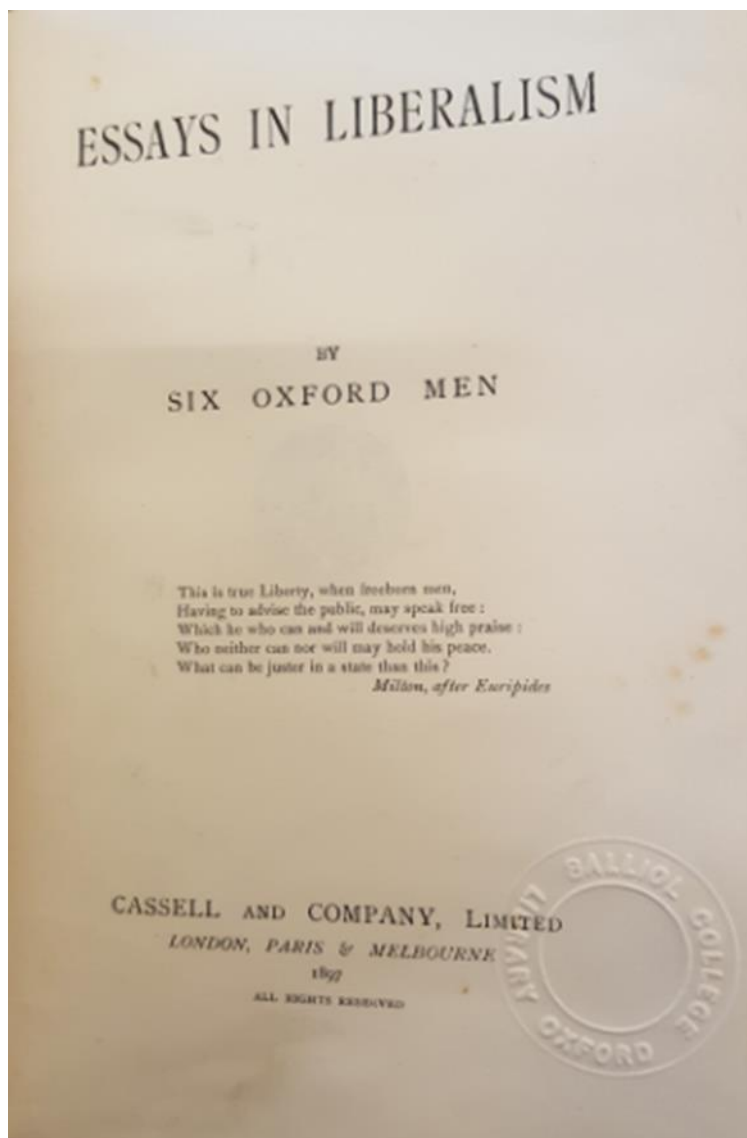 ESSAYS IN LIBERALISM
BY
SIX OXFORD MEN
This is true Liberty, when freeborn men,
Having to advise the public, may speak free :
Which he who can and will deserves high praise :
Who neither can nor will may hold his peace.
What can be juster in a state than this ?
Milton, after Euripides
CASSELL AND COMPANY, LIMITED
LONDON, PARIS & MELBOURNE
1897
ALL RIGHTS RESERVED
BALLIOL COLLEGE
LIBRARY OXFORD